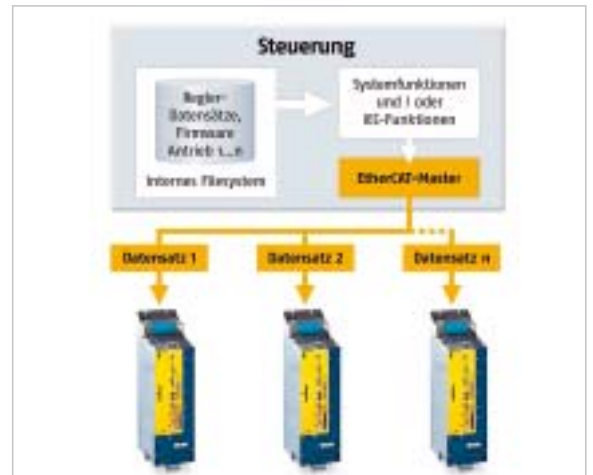 Steuerung
Regler-
Datensätze,
Firmware
Antrieb 1...n
Internes Filesystem
Systemfunktionen
und / oder
IEC-Funktionen
EtherCAT-Master
Datensatz 1
Datensatz 2
Datensatz n